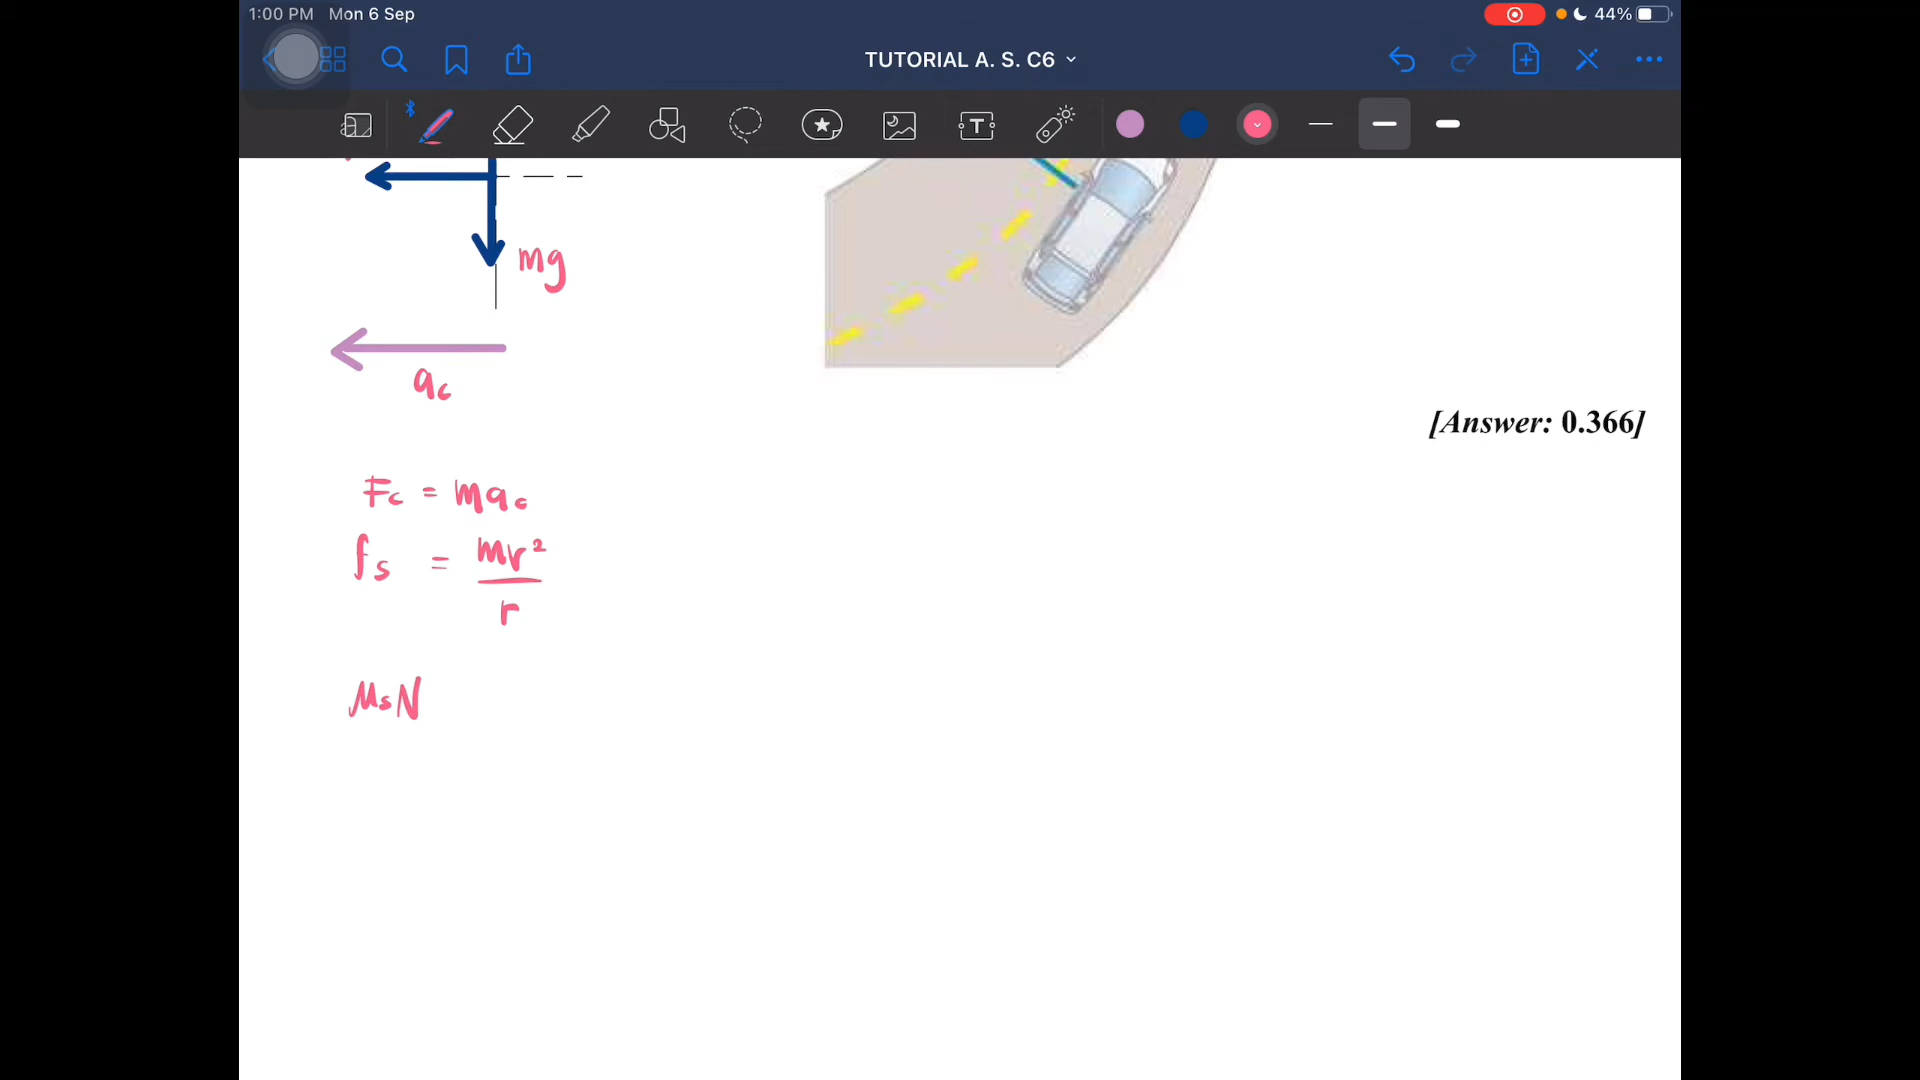 1:00 PM Mon 6 Sep
44%
TUTORIAL A. S. C6
T
mg
ac
[Answer: 0.366]
Fc = mac
fs = mv²
r
μsN